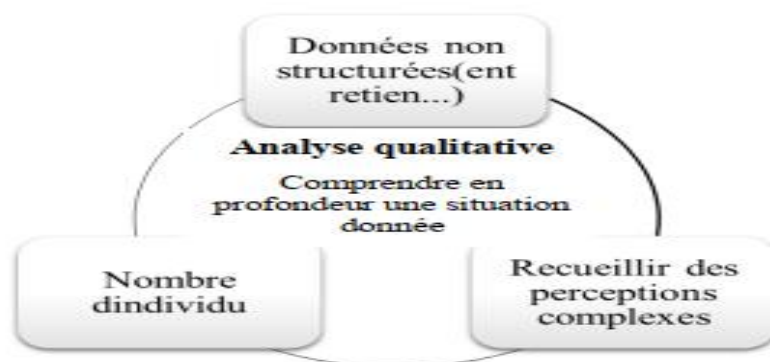 Données non
structurées(ent
retien...)
Analyse qualitative
Comprendre en
profondeur une situation
donnée
Nombre
dindividu
Recueillir des
perceptions
complexes